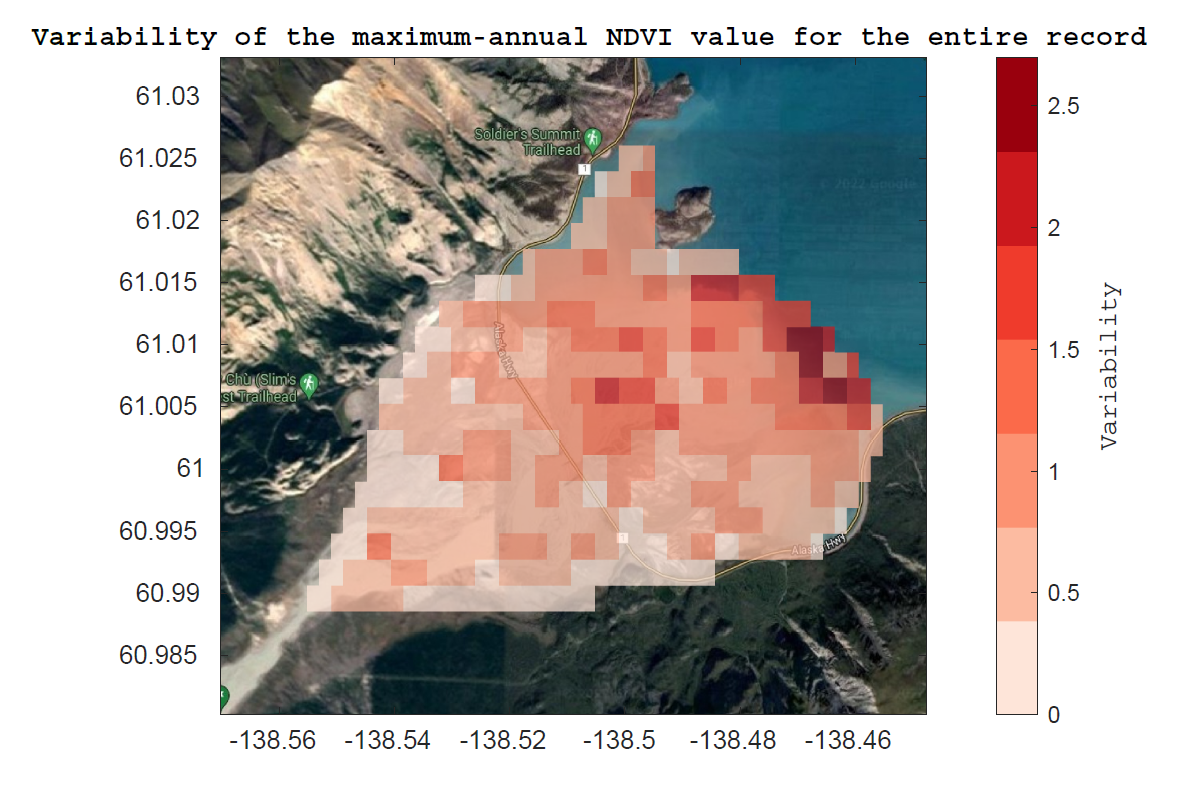 Variability of the maximum-annual NDVI value for the entire record
61.03
61.025
61.02
61.015
61.01
61.005
61
60.995
60.99
60.985
Soldier's Summit
Trailhead
1
© 2022 Google
Alaska Hwy
Chù (Slim's
st Trailhead
1
Alaska Hwy
-138.56
-138.54
-138.52
-138.5
-138.48
-138.46
2.5
2
1.5
1
0.5
0
Variability